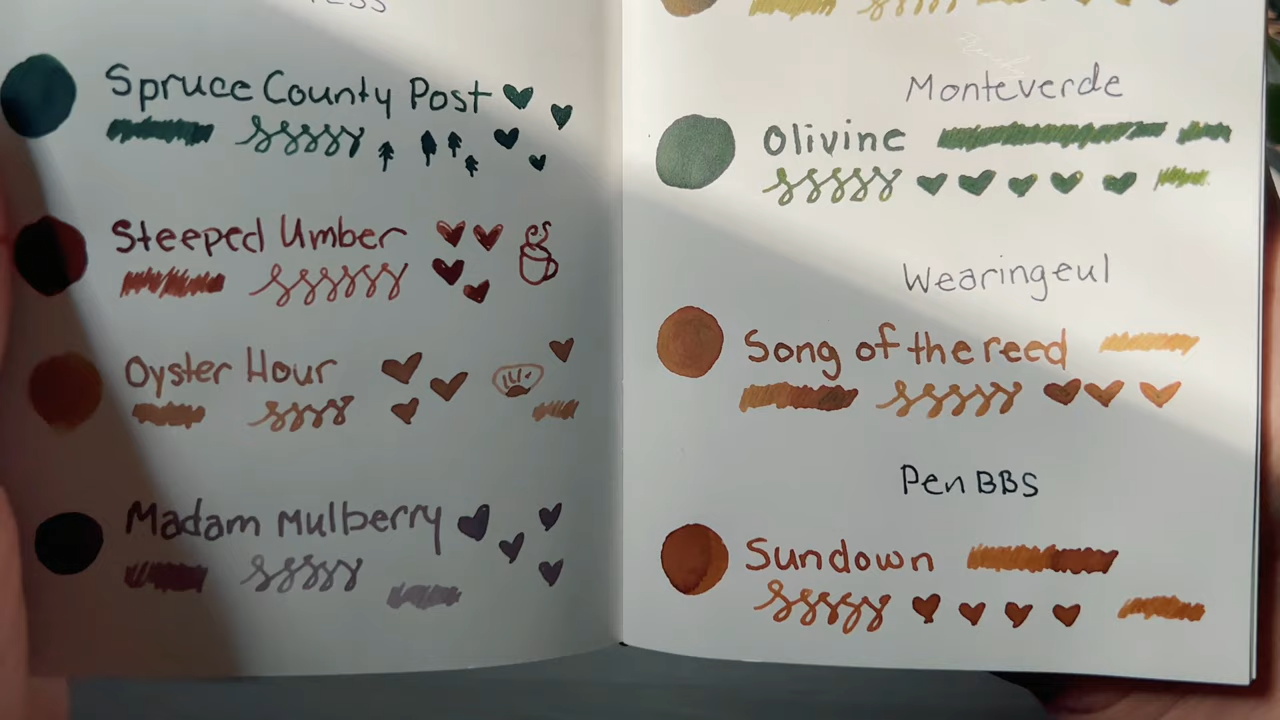 Spruce County Post
Steeped Umber
Oyster Hour
Madam Mulberry
Monteverde
Olivine
Wearingeul
Song of the reed
Pen BBS
Sundown